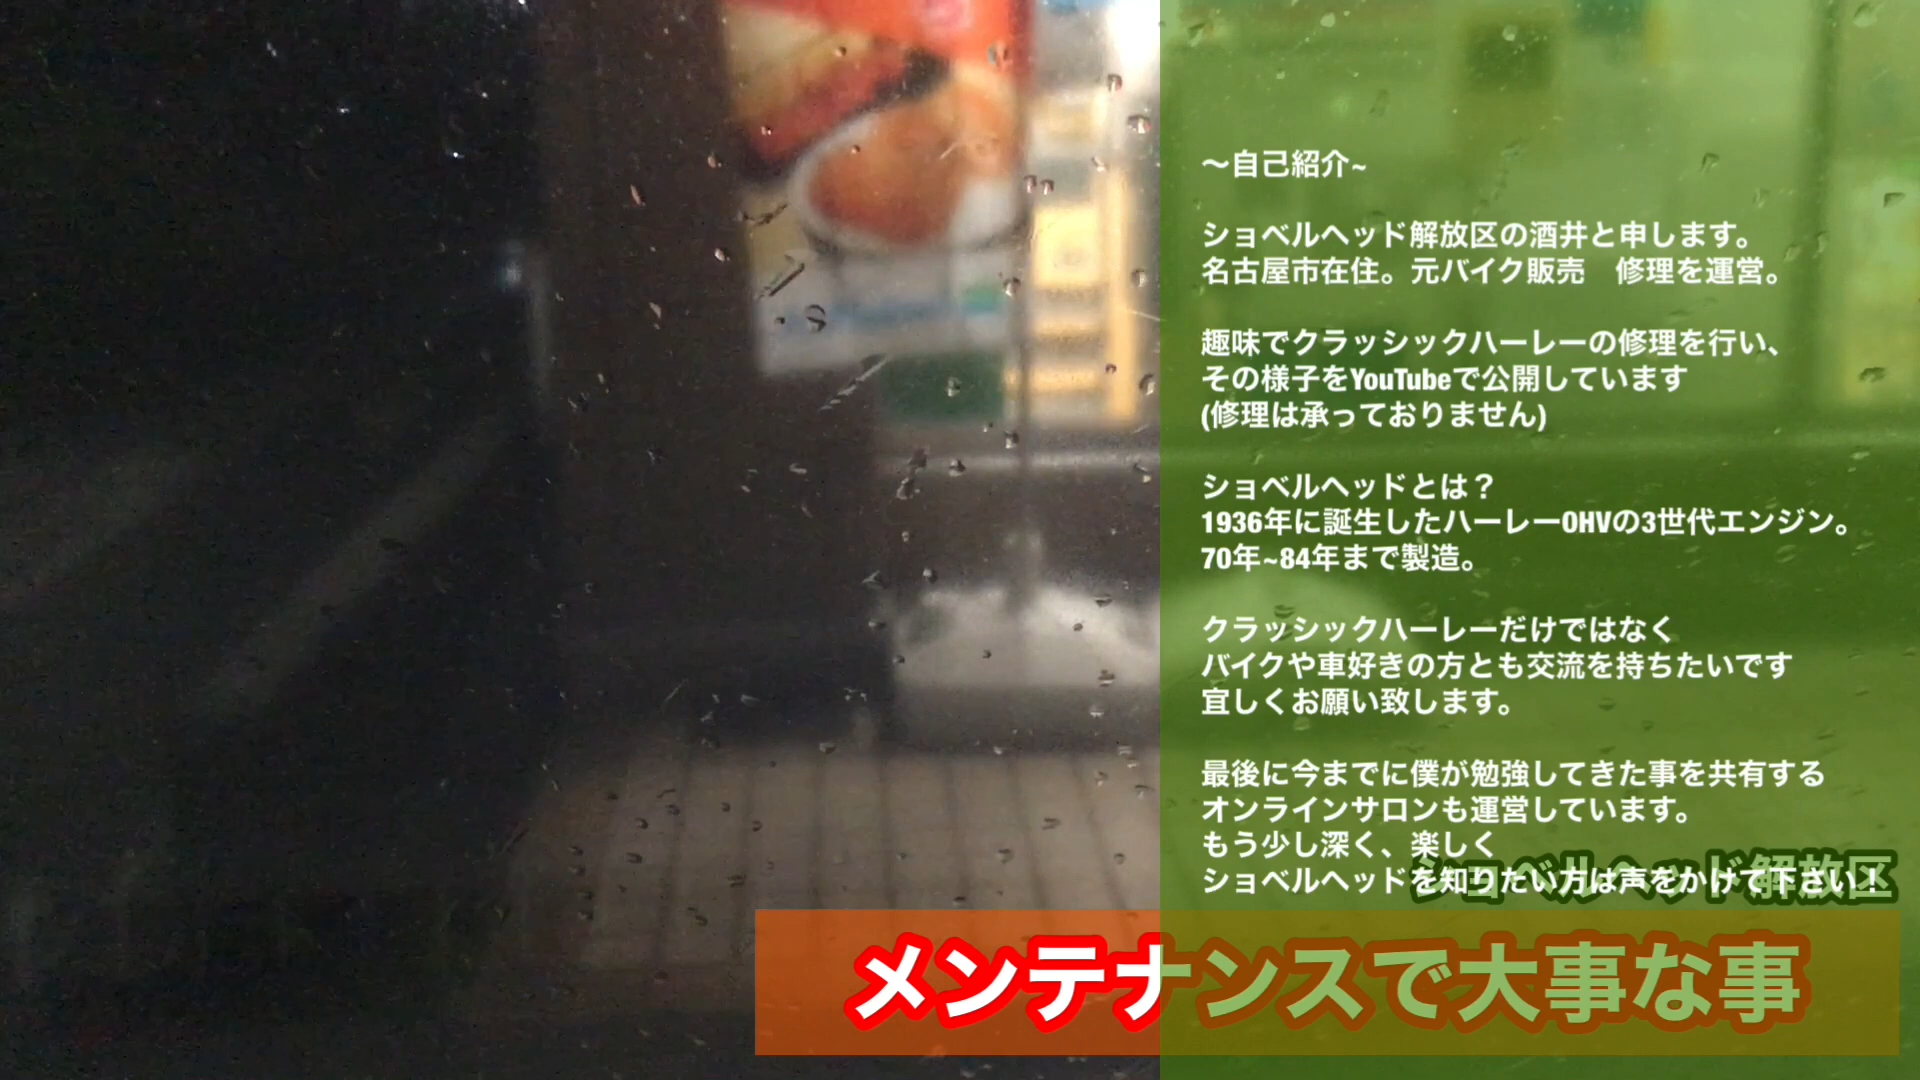 〜自己紹介~
ショベルヘッド解放区の酒井と申します。
名古屋市在住。元バイク販売　修理を運営。
趣味でクラッシックハーレーの修理を行い、
その様子をYouTubeで公開しています
(修理は承っておりません)
ショベルヘッドとは？
1936年に誕生したハーレーOHVの3世代エンジン。
70年~84年まで製造。
クラッシックハーレーだけではなく
バイクや車好きの方とも交流を持ちたいです
宜しくお願い致します。
最後に今までに僕が勉強してきた事を共有する
オンラインサロンも運営しています。
もう少し深く、楽しく
ショベルヘッドを知りたい方は声をかけて下さい！
ショベルヘッド解放区
メンテナンスで大事な事